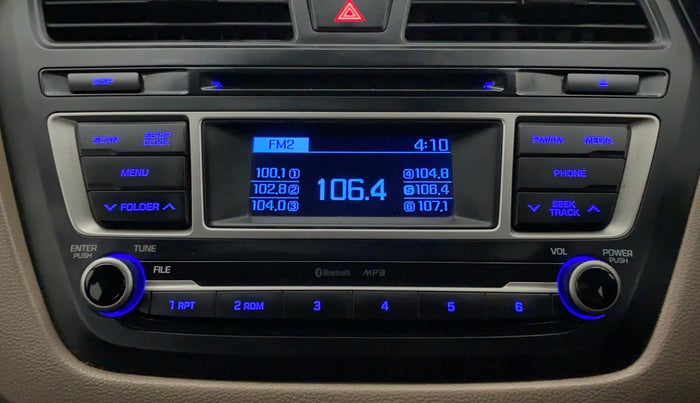 DISP
SCAN SETUP CLOCK
FM/AM MEDIA
FM2 4:10
MENU
PHONE
100.1 1
4 104.8
102.8 2
106.4
5 106.4
104.0 3
6 107.1
FOLDER
SEEK TRACK
ENTER PUSH
TUNE
VOL
POWER PUSH
FILE
Bluetooth MP3
1 RPT 2 RDM 3 4 5 6